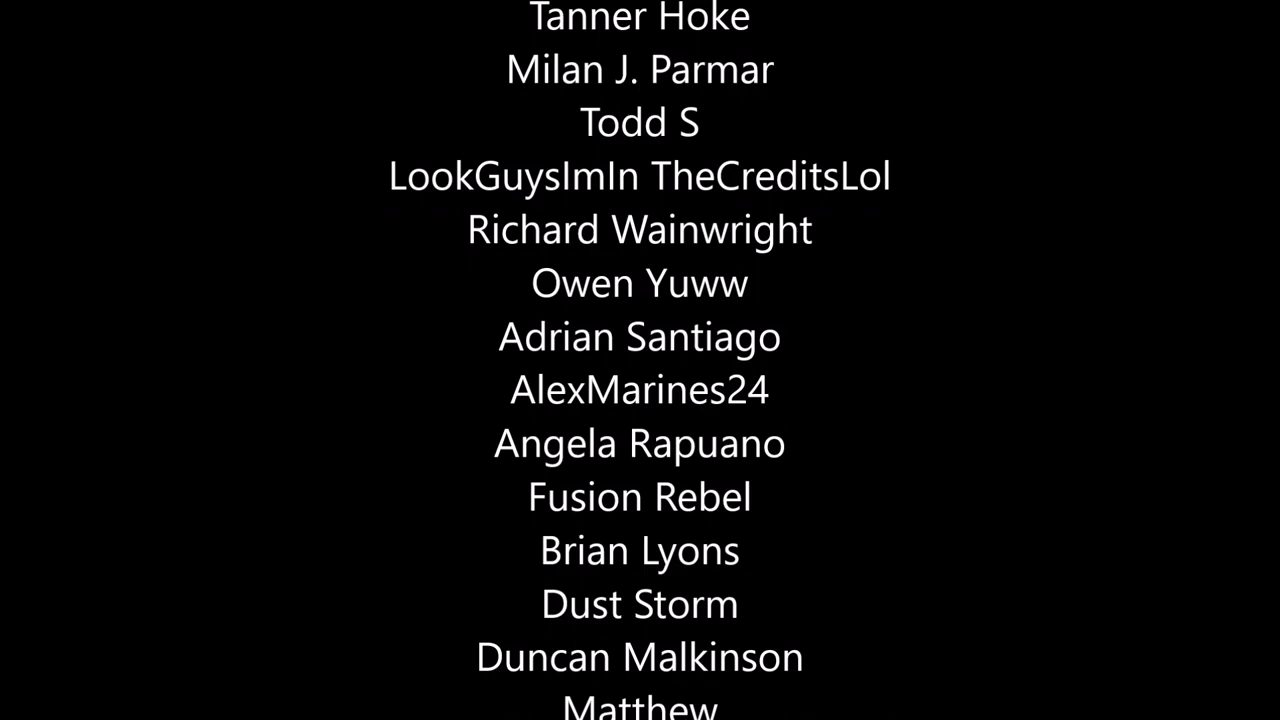 Tanner Hoke
Milan J. Parmar
Todd S
LookGuysImIn TheCreditsLol
Richard Wainwright
Owen Yuww
Adrian Santiago
AlexMarines24
Angela Rapuano
Fusion Rebel
Brian Lyons
Dust Storm
Duncan Malkinson
Matthew